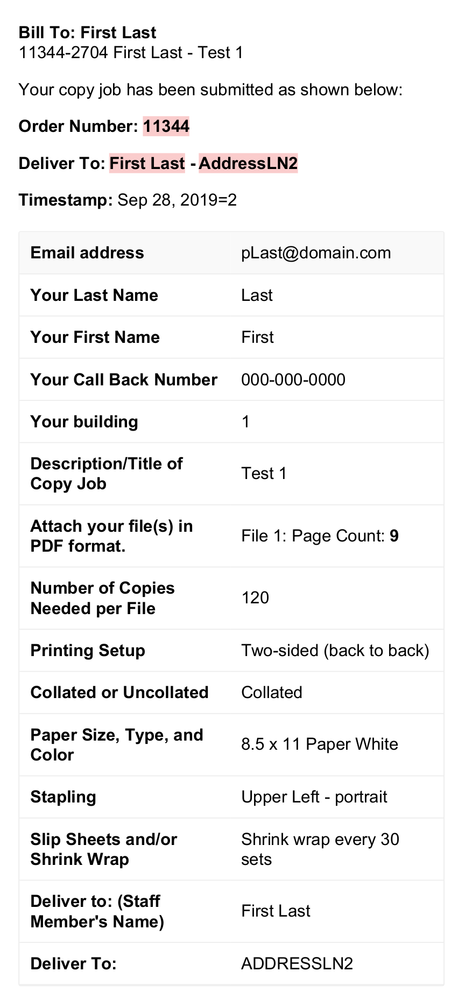 Bill To: First Last
11344-2704 First Last - Test 1
Your copy job has been submitted as shown below:
Order Number: 11344
Deliver To: First Last - AddressLN2
Timestamp: Sep 28, 2019=2
Email address pLast@domain.com
Your Last Name Last
Your First Name First
Your Call Back Number 000-000-0000
Your building 1
Description/Title of
Copy Job
Test 1
Attach your file(s) in
PDF format.
File 1: Page Count: 9
Number of Copies
Needed per File
120
Printing Setup Two-sided (back to back)
Collated or Uncollated Collated
Paper Size, Type, and
Color
8.5 x 11 Paper White
Stapling Upper Left - portrait
Slip Sheets and/or
Shrink Wrap
Shrink wrap every 30
sets
Deliver to: (Staff
Member's Name)
First Last
Deliver To: ADDRESSLN2